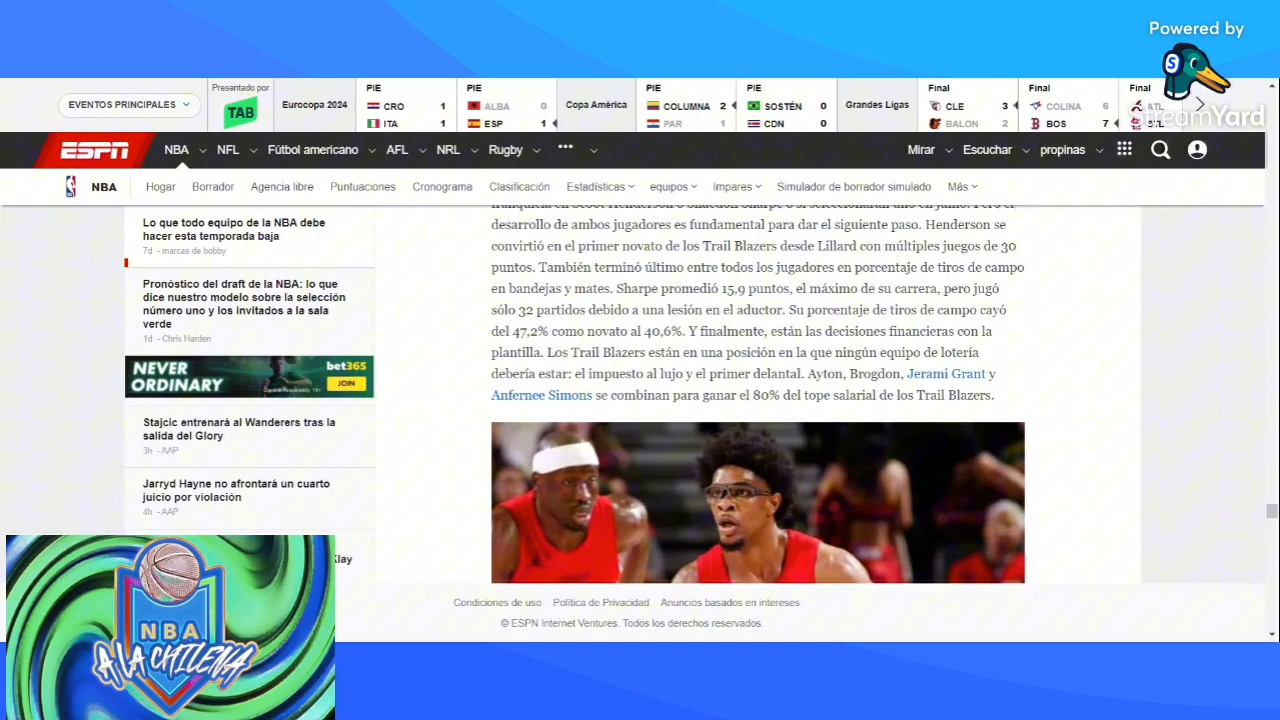 Powered by
StreamYard
EVENTOS PRINCIPALES
Presentado por
TAB
Eurocopa 2024
PIE
CRO 1
ITA 1
PIE
ALBA 0
ESP 1
Copa América
PIE
COLUMNA 2
PAR 1
PIE
SOSTÉN 0
CDN 0
Grandes Ligas
Final
CLE 3
BALON 2
Final
COLINA 6
BOS 7
Final
ATL
STL
ESPN
NBA NFL Fútbol americano AFL NRL Rugby ••• Mirar Escuchar propinas
NBA Hogar Borrador Agencia libre Puntuaciones Cronograma Clasificación Estadísticas equipos Impares Simulador de borrador simulado Más
Lo que todo equipo de la NBA debe
hacer esta temporada baja
7d - marcas de bobby
Pronóstico del draft de la NBA: lo que
dice nuestro modelo sobre la selección
número uno y los invitados a la sala
verde
1d - Chris Harden
NEVER
ORDINARY
bet365
JOIN
Stajcic entrenará al Wanderers tras la
salida del Glory
3h - AAP
Jarryd Hayne no afrontará un cuarto
juicio por violación
4h - AAP
Klay
desarrollo de ambos jugadores es fundamental para dar el siguiente paso. Henderson se
convirtió en el primer novato de los Trail Blazers desde Lillard con múltiples juegos de 30
puntos. También terminó último entre todos los jugadores en porcentaje de tiros de campo
en bandejas y mates. Sharpe promedió 15,9 puntos, el máximo de su carrera, pero jugó
sólo 32 partidos debido a una lesión en el aductor. Su porcentaje de tiros de campo cayó
del 47,2% como novato al 40,6%. Y finalmente, están las decisiones financieras con la
plantilla. Los Trail Blazers están en una posición en la que ningún equipo de lotería
debería estar: el impuesto al lujo y el primer delantal. Ayton, Brogdon, Jerami Grant y
Anfernee Simons se combinan para ganar el 80% del tope salarial de los Trail Blazers.
Condiciones de uso Política de Privacidad Anuncios basados en intereses
© ESPN Internet Ventures. Todos los derechos reservados.
NBA
A LA CHILENA